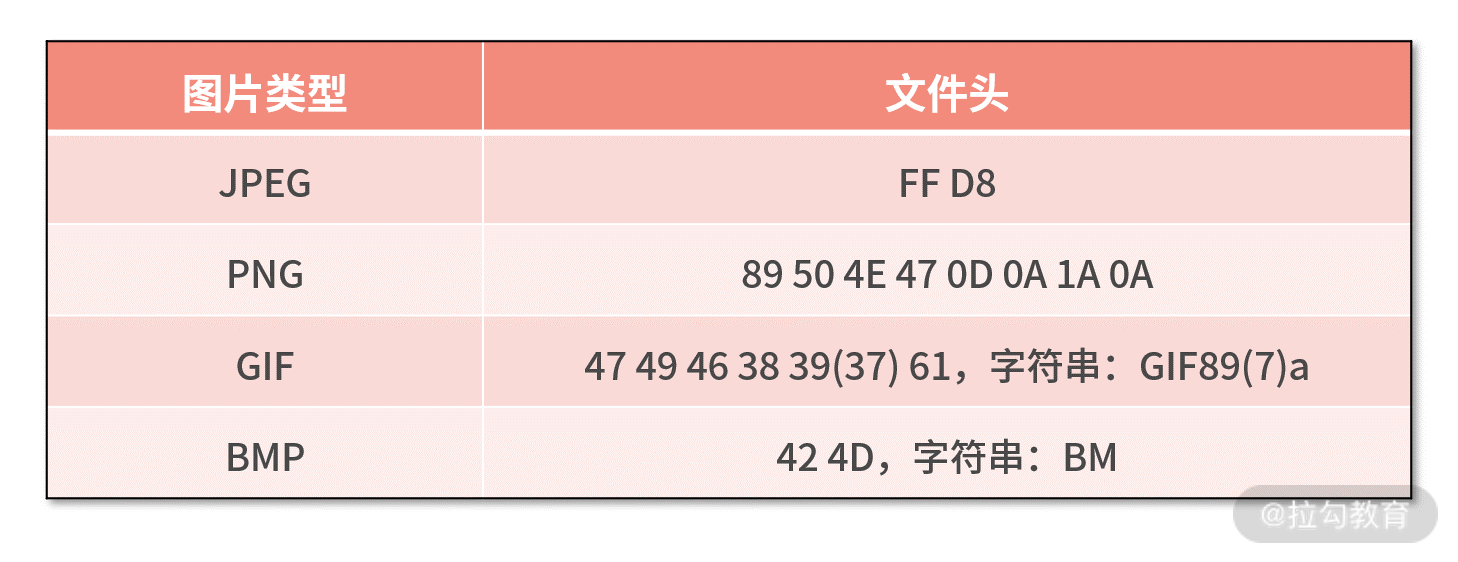 图片类型 文件头
JPEG FF D8
PNG 89 50 4E 47 0D 0A 1A 0A
GIF 47 49 46 38 39(37) 61，字符串：GIF89(7)a
BMP 42 4D，字符串：BM
@拉勾教育